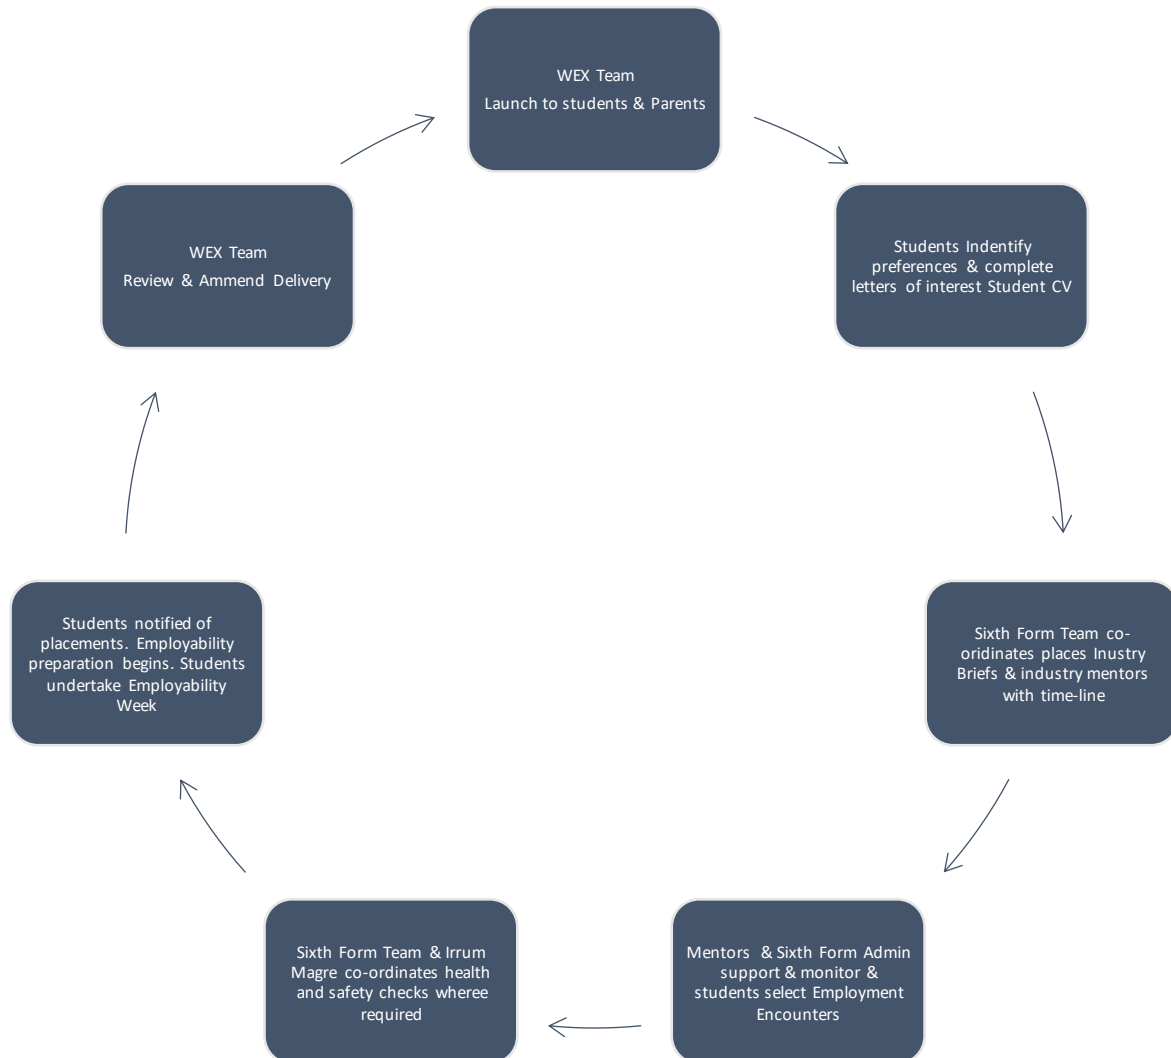 WEX Team
Launch to students & Parents
Students Indentify
preferences & complete
letters of interest Student CV
Sixth Form Team co-
oridinates places Inustry
Briefs & industry mentors
with time-line
Mentors & Sixth Form Admin
support & monitor &
students select Employment
Encounters
Sixth Form Team & Irrum
Magre co-ordinates health
and safety checks wheree
required
Students notified of
placements. Employability
preparation begins. Students
undertake Employability
Week
WEX Team
Review & Ammend Delivery